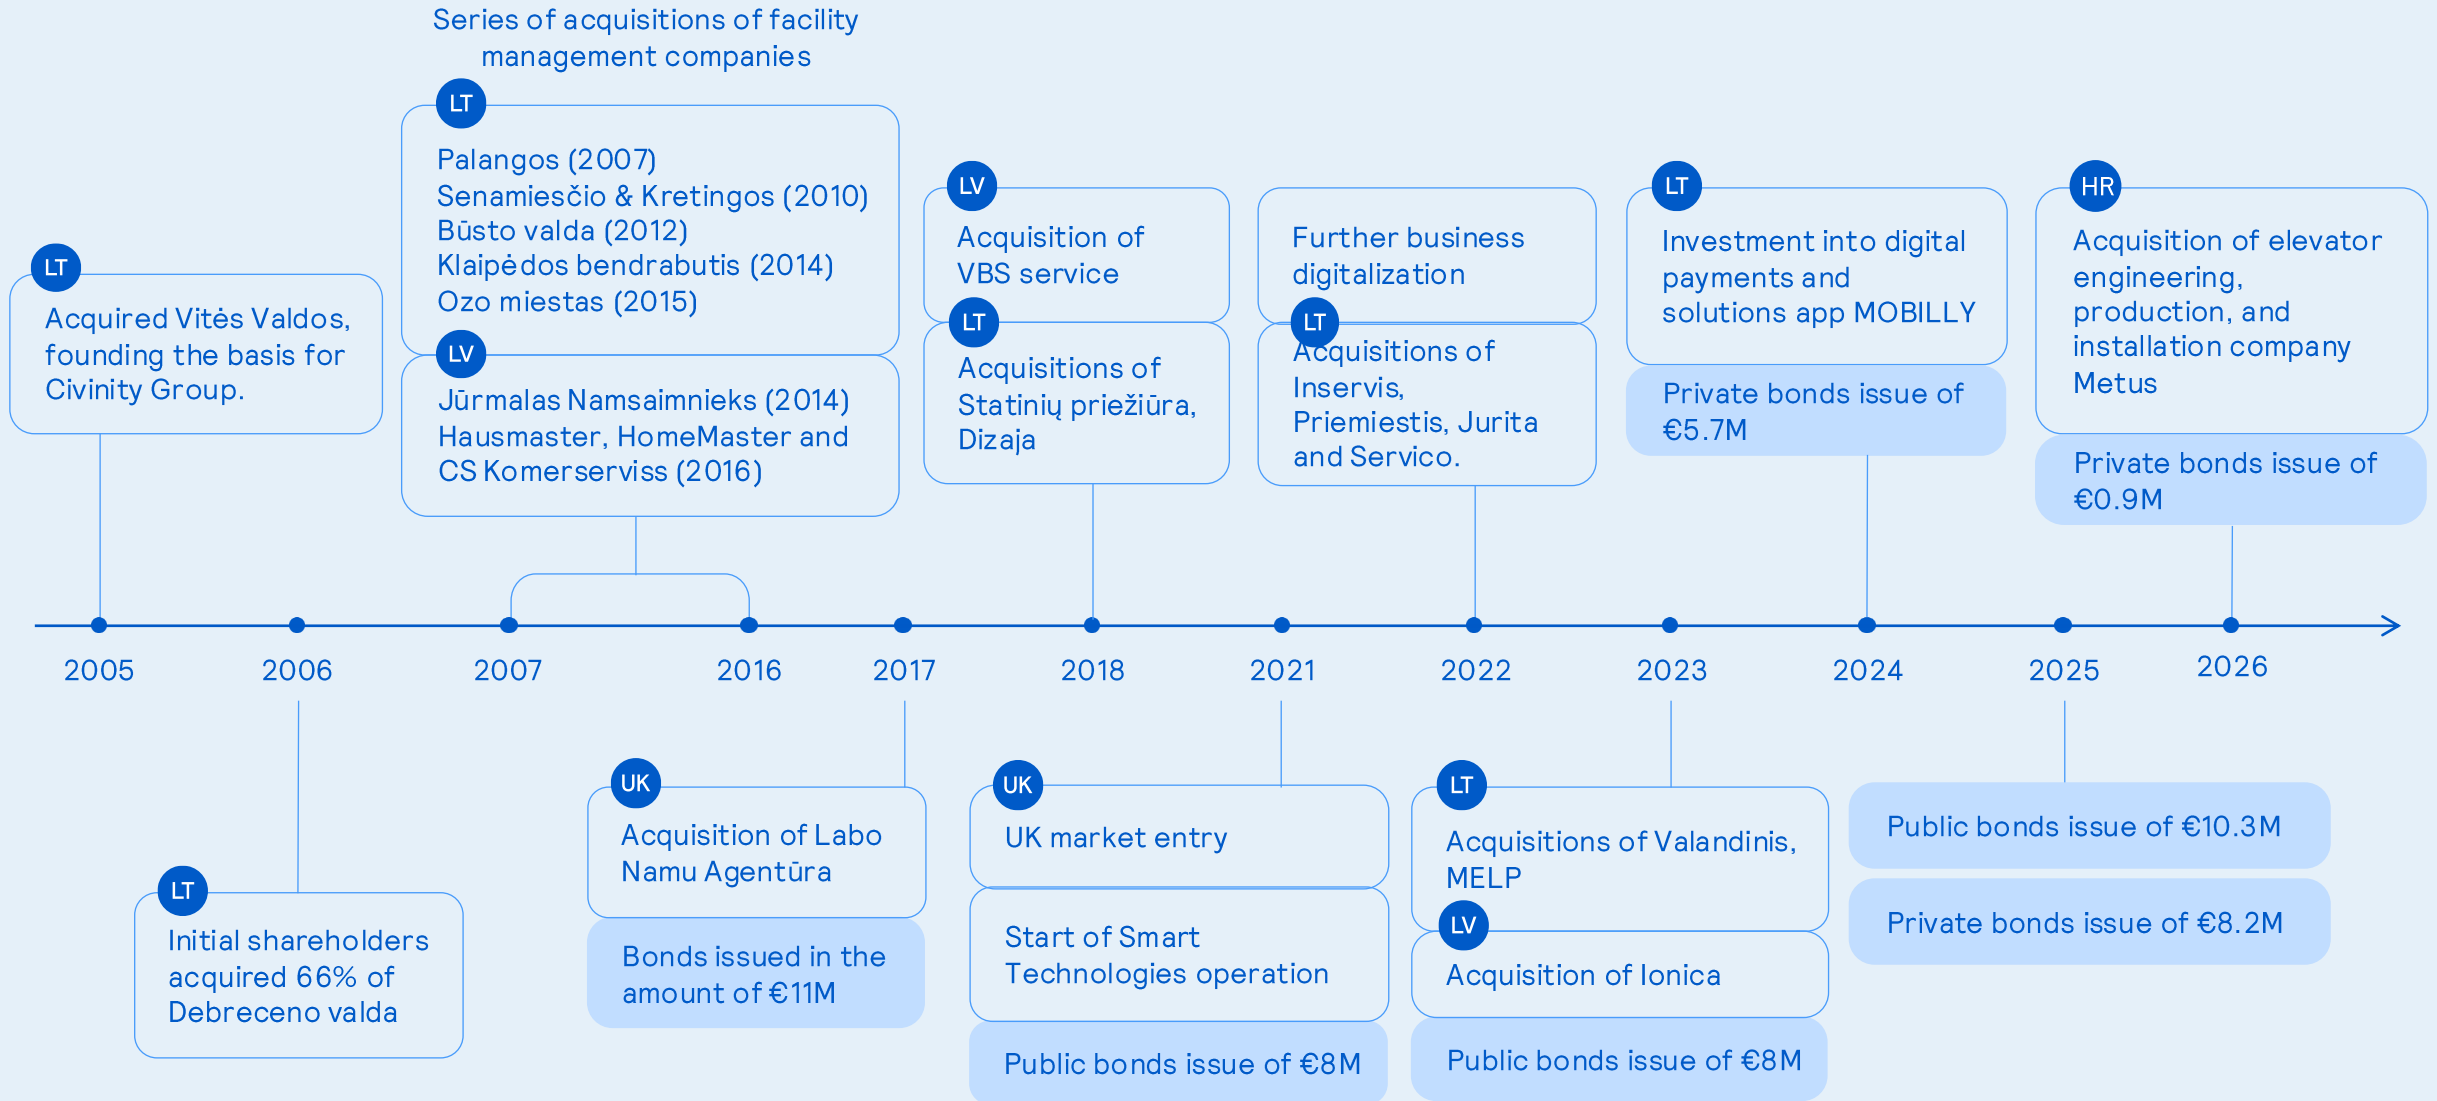 Series of acquisitions of facility
management companies
LT
Acquired Vitės Valdos,
founding the basis for
Civinity Group.
LT
Palangos (2007)
Senamiesčio & Kretingos (2010)
Būsto valda (2012)
Klaipėdos bendrabutis (2014)
Ozo miestas (2015)
LV
Jūrmalas Namsaimnieks (2014)
Hausmaster, HomeMaster and
CS Komerserviss (2016)
LV
Acquisition of
VBS service
LT
Acquisitions of
Statinių priežiūra,
Dizaja
Further business
digitalization
LT
Acquisitions of
Inservis,
Priemiestis, Jurita
and Servico.
LT
Investment into digital
payments and
solutions app MOBILLY
Private bonds issue of
€5.7M
HR
Acquisition of elevator
engineering,
production, and
installation company
Metus
Private bonds issue of
€0.9M
2005
2006
2007
2016
2017
2018
2021
2022
2023
2024
2025
2026
LT
Initial shareholders
acquired 66% of
Debreceno valda
UK
Acquisition of Labo
Namu Agentūra
Bonds issued in the
amount of €11M
UK
UK market entry
Start of Smart
Technologies operation
Public bonds issue of €8M
LT
Acquisitions of Valandinis,
MELP
LV
Acquisition of Ionica
Public bonds issue of €8M
Public bonds issue of €10.3M
Private bonds issue of €8.2M